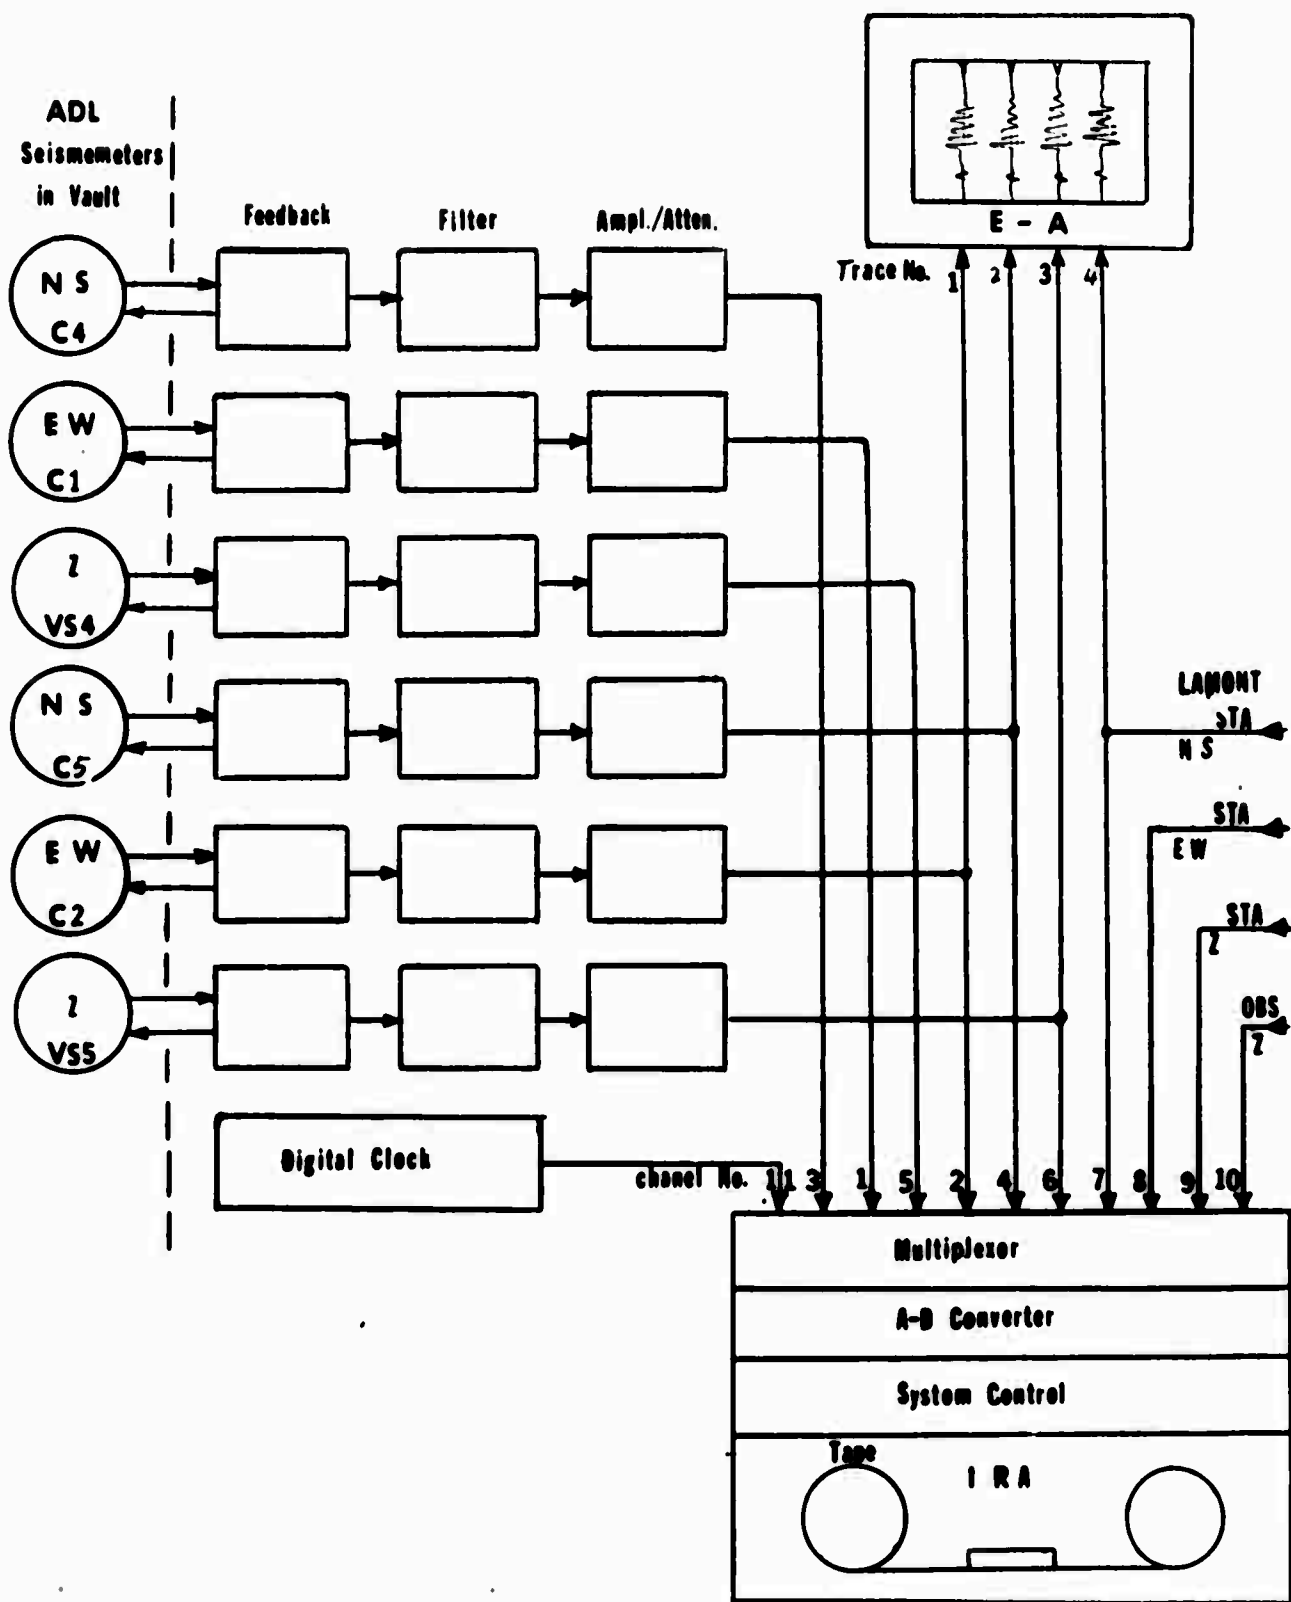 ADL
Seismemeters
in Vault
Feedback
Filter
Ampl./Atten.
E - A
Trace No. 1 2 3 4
N S
C4
E W
C1
Z
VS4
N S
C5
E W
C2
Z
VS5
LAMONT
STA
N S
STA
E W
STA
Z
OBS
Z
Digital Clock
chanel No. 11 3 1 5 2 4 6 7 8 9 10
Multiplexor
A-D Converter
System Control
Tape
I R A